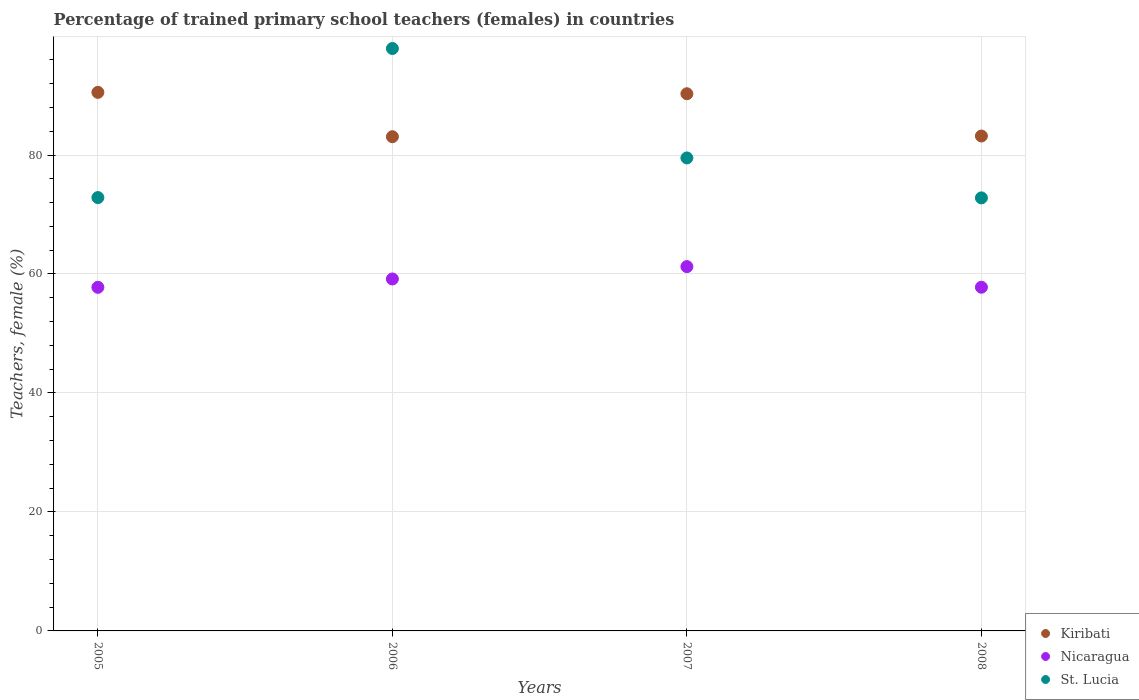 Percentage of trained primary school teachers (females) in countries
Teachers, female (%)
80
60
40
20
0
2005
2006
2007
2008
Years
Kiribati
Nicaragua
St. Lucia